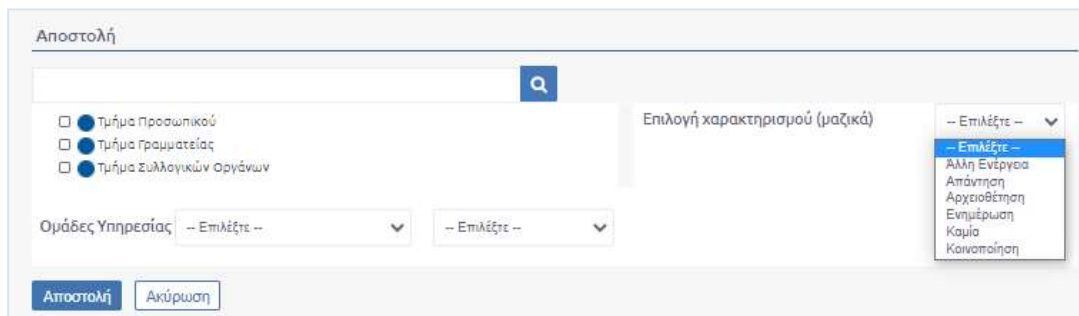 Αποστολή
Τμήμα Προσωπικού
Τμήμα Γραμματείας
Τμήμα Συλλογικών Οργάνων
Επιλογή χαρακτηρισμού (μαζικά)
-- Επιλέξτε --
-- Επιλέξτε --
Άλλη Ενέργεια
Απάντηση
Αρχειοθέτηση
Ενημέρωση
Καμία
Κοινοποίηση
Ομάδες Υπηρεσίας -- Επιλέξτε -- -- Επιλέξτε --
Αποστολή Ακύρωση